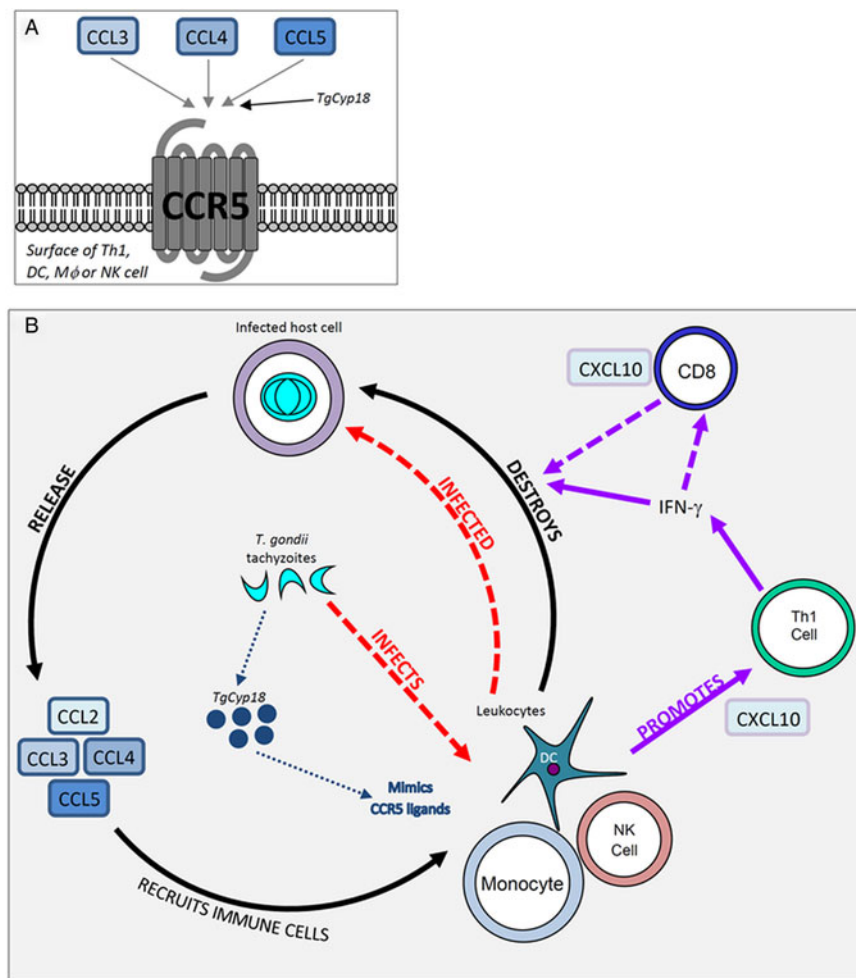 A
CCL3
CCL4
CCL5
TgCyp18
CCR5
Surface of Th1,
DC, Mϕ or NK cell
B
Infected host cell
CXCL10
CD8
RELEASE
DESTROYS
INFECTED
IFN-γ
T. gondii
tachyzoites
INFECTS
Th1
Cell
TgCyp18
Leukocytes
PROMOTES
CXCL10
CCL2
CCL3
CCL4
CCL5
DC
Mimics
CCR5 ligands
NK
Cell
Monocyte
RECRUITS IMMUNE CELLS